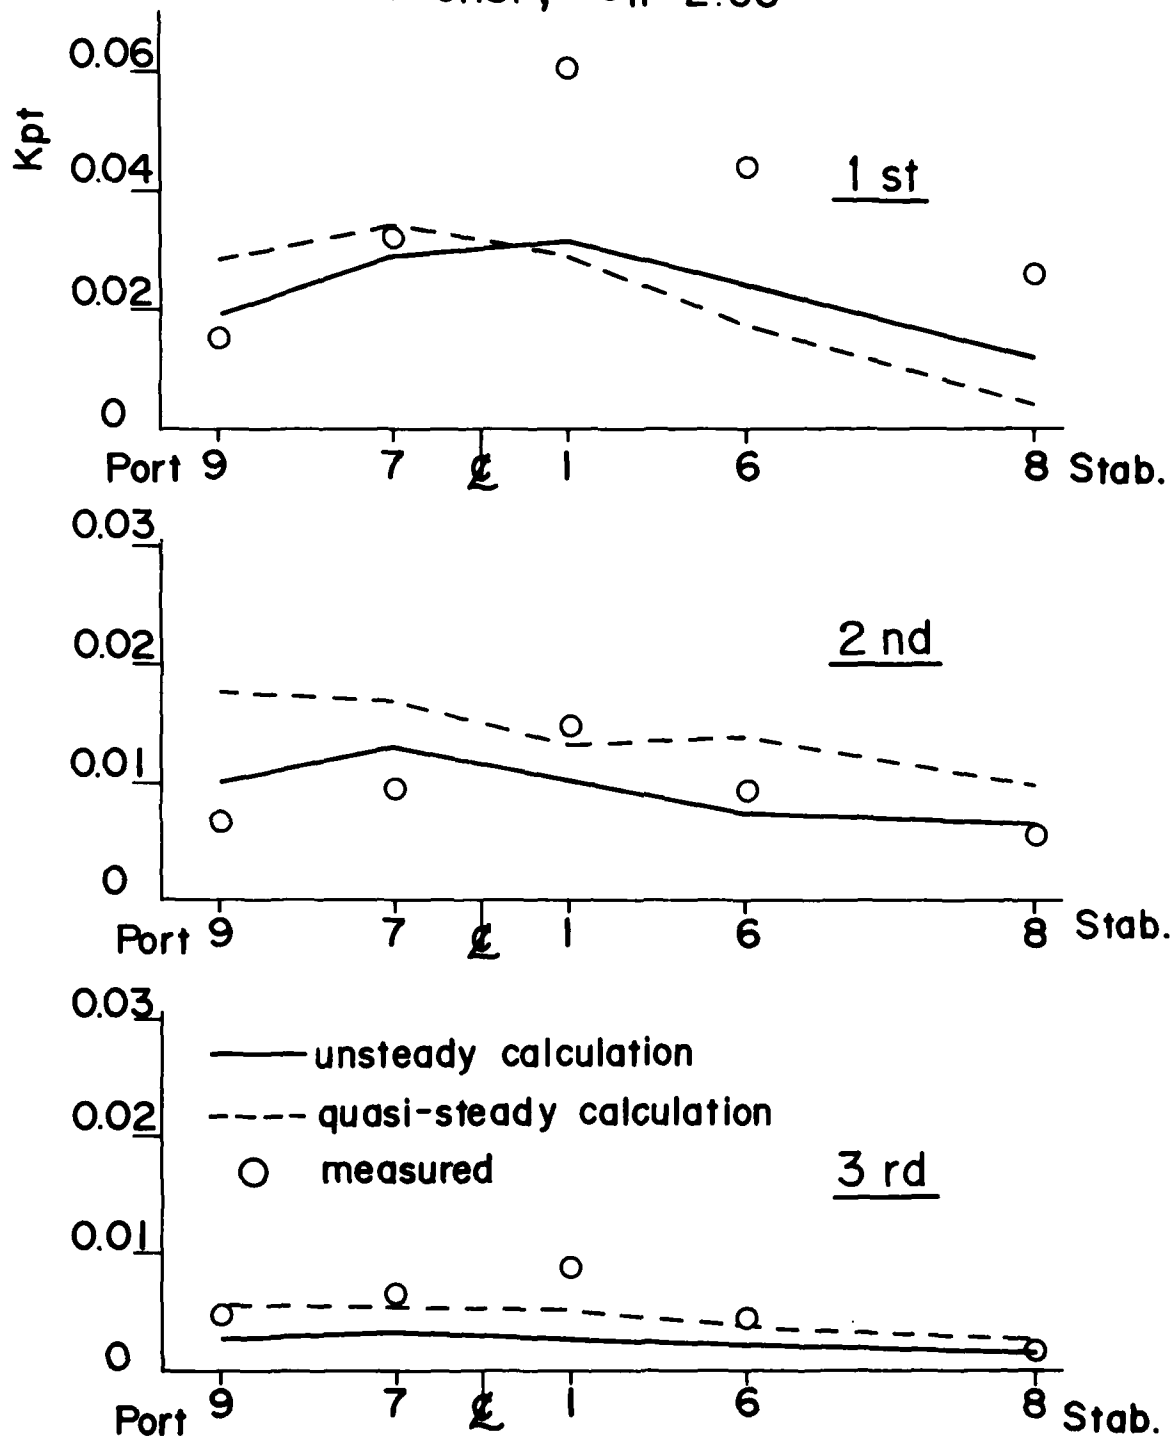 0.06
Kpt
0.04
1 st
0.02
0
Port 9 7 ℄ 1 6 8 Stab.
0.03
0.02
2 nd
0.01
0
Port 9 7 ℄ 1 6 8 Stab.
0.03
unsteady calculation
0.02
quasi-steady calculation
measured
3 rd
0.01
0
Port 9 7 ℄ 1 6 8 Stab.